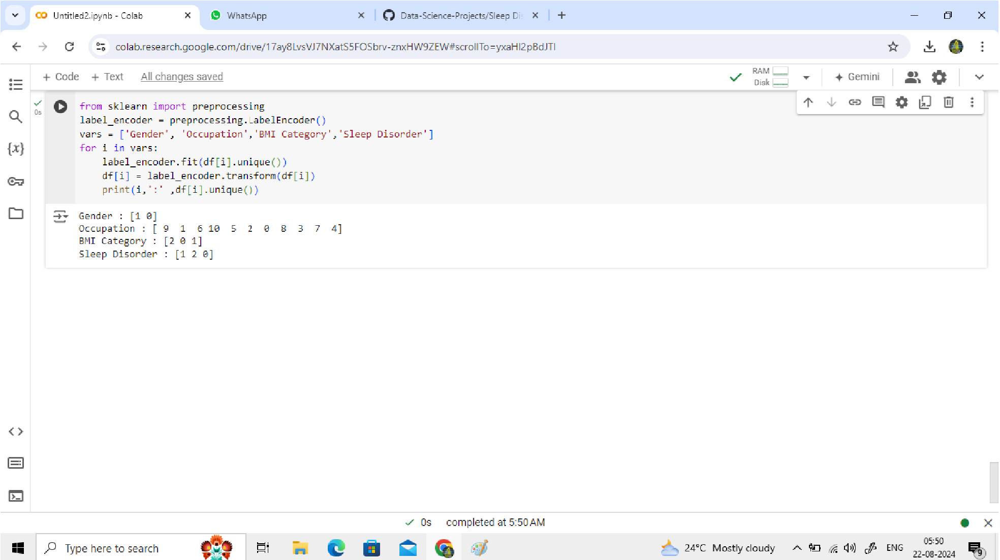 Untitled2.ipynb - Colab
WhatsApp
Data-Science-Projects/Sleep Di
colab.research.google.com/drive/17ay8LvsVJ7NXatS5FOSbrv-znxHW9ZEW#scrollTo=yxaHI2pBdJTI
+ Code + Text All changes saved
RAM
Disk
Gemini
0s
from sklearn import preprocessing
label_encoder = preprocessing.LabelEncoder()
vars = ['Gender', 'Occupation','BMI Category','Sleep Disorder']
for i in vars:
    label_encoder.fit(df[i].unique())
    df[i] = label_encoder.transform(df[i])
    print(i,':' ,df[i].unique())
Gender : [1 0]
Occupation : [ 9  1  6 10  5  2  0  8  3  7  4]
BMI Category : [2 0 1]
Sleep Disorder : [1 2 0]
{x}
0s completed at 5:50 AM
Type here to search
24°C Mostly cloudy
ENG
05:50
22-08-2024
9